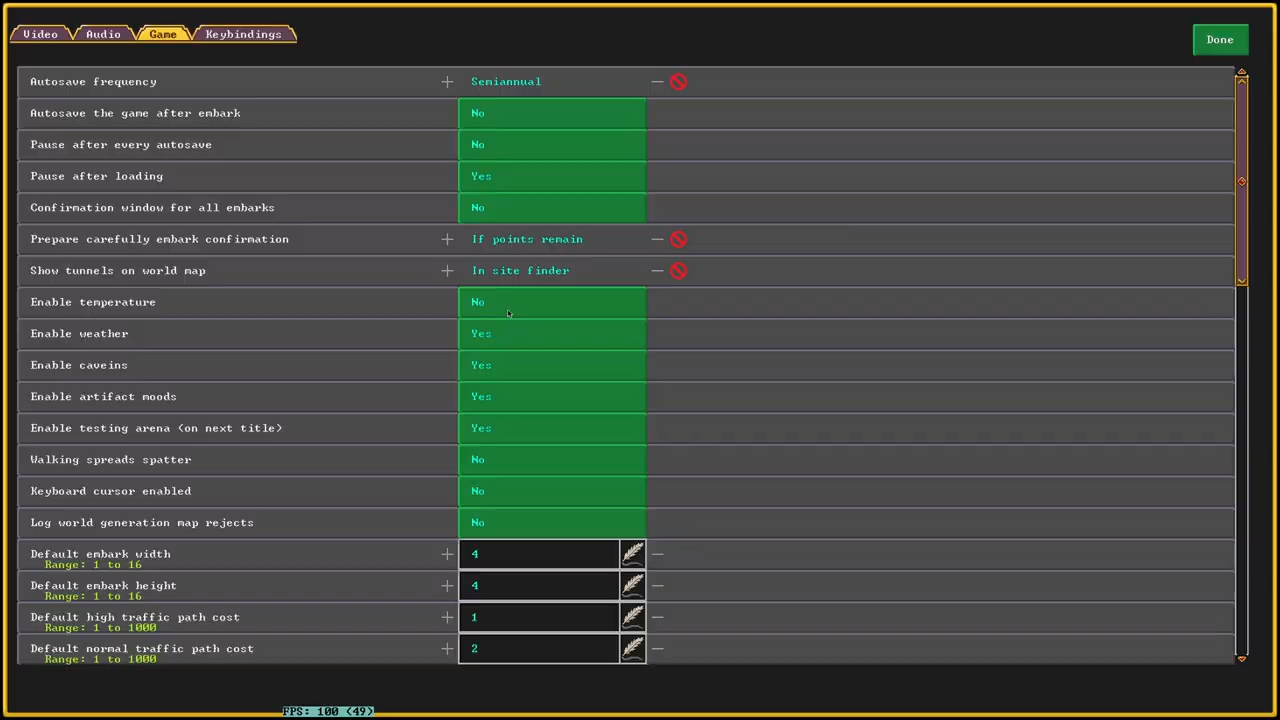 Video Audio Game Keybindings
Done
Autosave frequency Semiannual
Autosave the game after embark No
Pause after every autosave No
Pause after loading Yes
Confirmation window for all embarks No
Prepare carefully embark confirmation If points remain
Show tunnels on world map In site finder
Enable temperature No
Enable weather Yes
Enable caveins Yes
Enable artifact moods Yes
Enable testing arena (on next title) Yes
Walking spreads spatter No
Keyboard cursor enabled No
Log world generation map rejects No
Default embark width 4
Range: 1 to 16
Default embark height 4
Range: 1 to 16
Default high traffic path cost 1
Range: 1 to 1000
Default normal traffic path cost 2
Range: 1 to 1000
FPS: 100 (49)